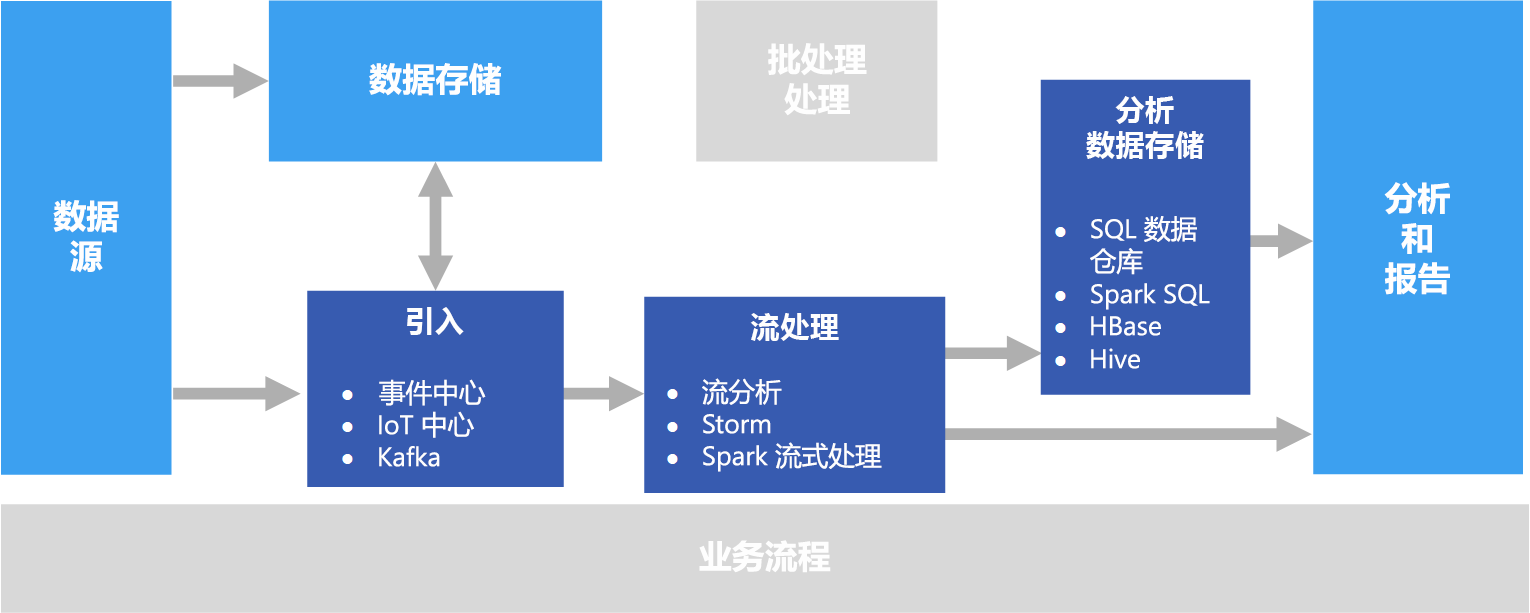 数据
源
数据存储
批处理
处理
引入
● 事件中心
● IoT 中心
● Kafka
流处理
● 流分析
● Storm
● Spark 流式处理
分析
数据存储
● SQL 数据
仓库
● Spark SQL
● HBase
● Hive
分析
和
报告
业务流程